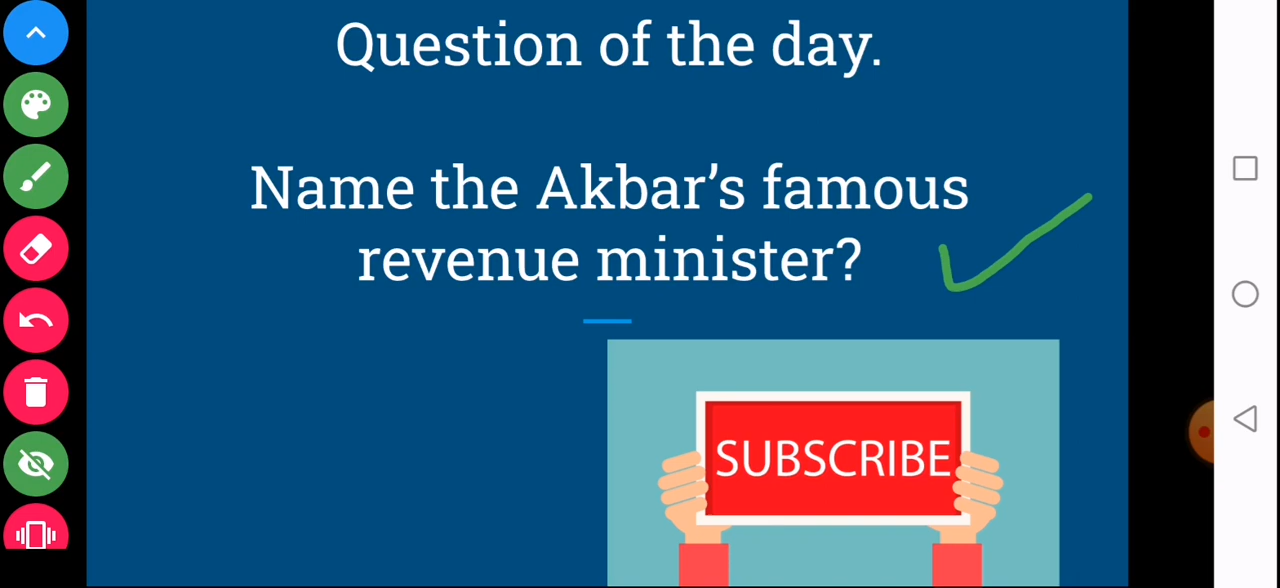 Question of the day.
Name the Akbar’s famous
revenue minister?
SUBSCRIBE